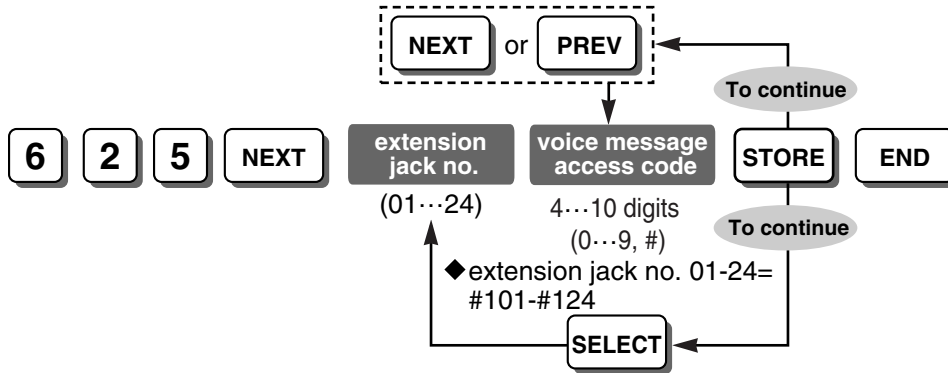 NEXT or PREV
To continue
6 2 5 NEXT extension jack no. voice message access code STORE END
(01···24)
4···10 digits
(0···9, #)
To continue
◆extension jack no. 01-24=
#101-#124
SELECT